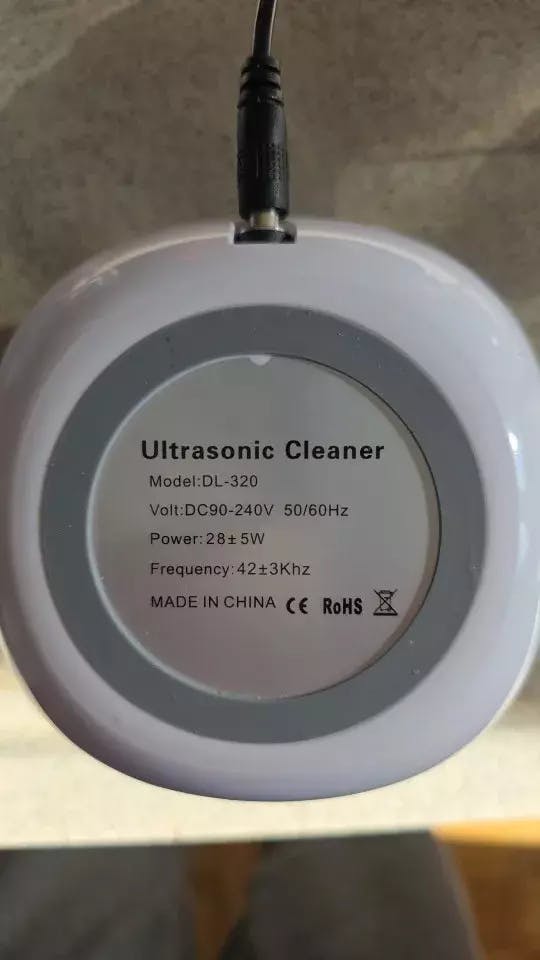 Ultrasonic Cleaner
Model:DL-320
Volt:DC90-240V 50/60Hz
Power:28±5W
Frequency:42±3Khz
MADE IN CHINA CE RoHS